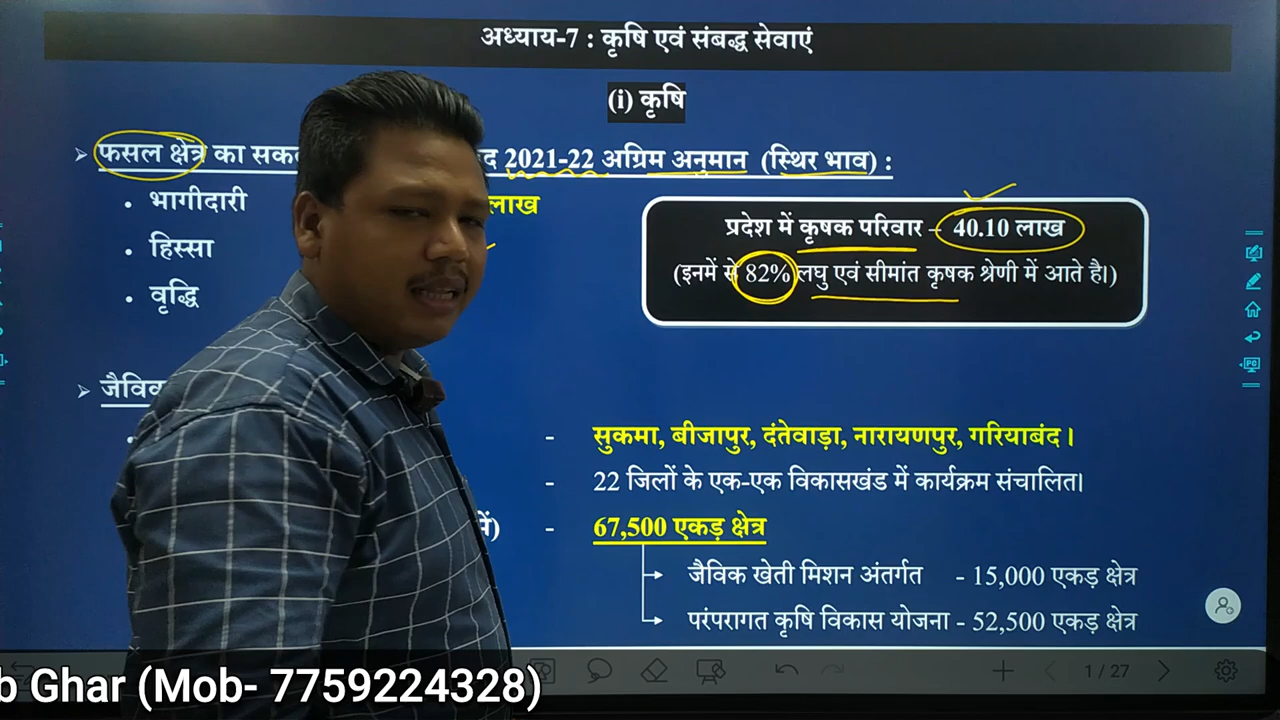 अध्याय-7 : कृषि एवं संबद्ध सेवाएं
(i) कृषि
➢ फसल क्षेत्र का सकल 2021-22 अग्रिम अनुमान (स्थिर भाव) :
• भागीदारी लाख
• हिस्सा
• वृद्धि
प्रदेश में कृषक परिवार – 40.10 लाख
(इनमें से 82% लघु एवं सीमांत कृषक श्रेणी में आते है।)
➢ जैविक
- सुकमा, बीजापुर, दंतेवाड़ा, नारायणपुर, गरियाबंद ।
- 22 जिलों के एक-एक विकासखंड में कार्यक्रम संचालित।
में) - 67,500 एकड़ क्षेत्र
जैविक खेती मिशन अंतर्गत - 15,000 एकड़ क्षेत्र
परंपरागत कृषि विकास योजना - 52,500 एकड़ क्षेत्र
1 / 27
b Ghar (Mob- 7759224328)